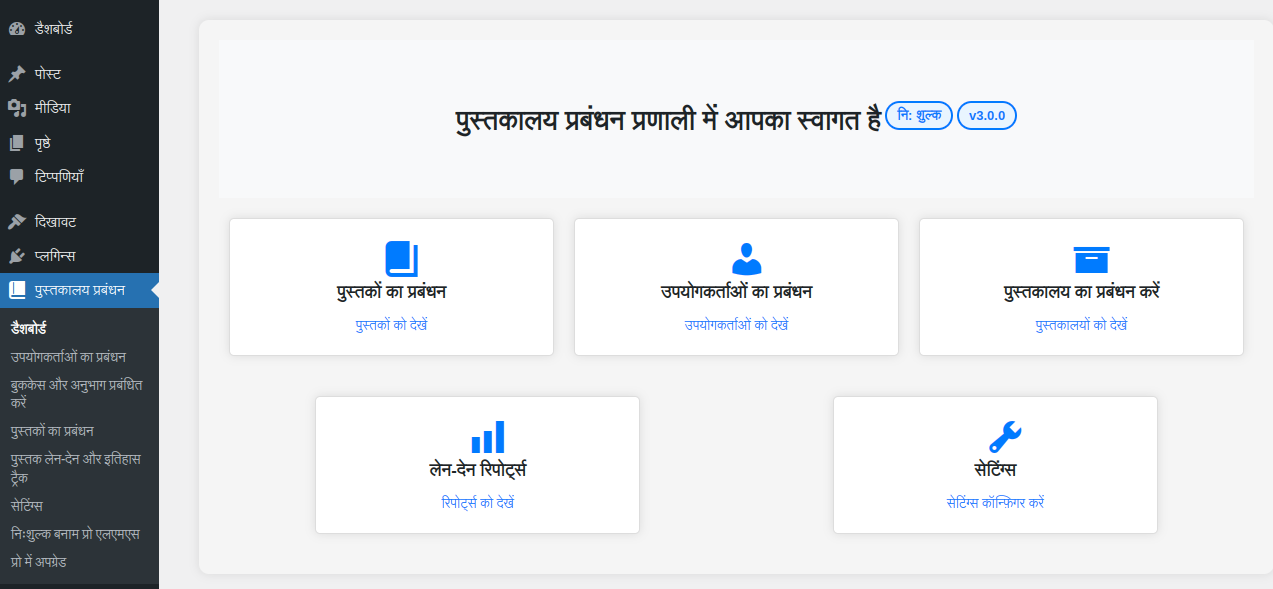 डैशबोर्ड
पोस्ट
मीडिया
पृष्ठे
टिप्पणियाँ
दिखावट
प्लगिन्स
पुस्तकालय प्रबंधन
डैशबोर्ड
उपयोगकर्ताओं का प्रबंधन
बुककेस और अनुभाग प्रबंधित
करें
पुस्तकों का प्रबंधन
पुस्तक लेन-देन और इतिहास
ट्रैक
सेटिंग्स
निःशुल्क बनाम प्रो एलएमएस
प्रो में अपग्रेड
पुस्तकालय प्रबंधन प्रणाली में आपका स्वागत है नि: शुल्क v3.0.0
पुस्तकों का प्रबंधन
पुस्तकों को देखें
उपयोगकर्ताओं का प्रबंधन
उपयोगकर्ताओं को देखें
पुस्तकालय का प्रबंधन करें
पुस्तकालयों को देखें
लेन-देन रिपोर्ट्स
रिपोर्ट्स को देखें
सेटिंग्स
सेटिंग्स कॉन्फ़िगर करें